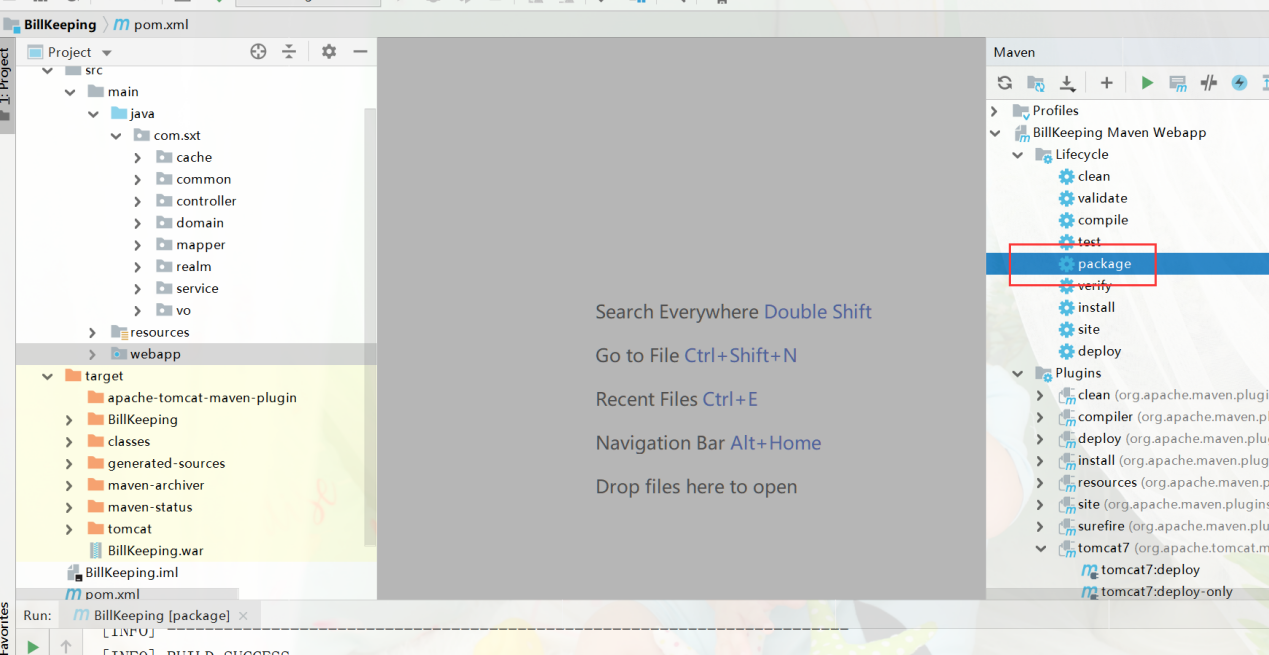 BillKeeping
pom.xml
1: Project
Project
src
main
java
com.sxt
cache
common
controller
domain
mapper
realm
service
vo
resources
webapp
target
apache-tomcat-maven-plugin
BillKeeping
classes
generated-sources
maven-archiver
maven-status
tomcat
BillKeeping.war
BillKeeping.iml
pom.xml
Search Everywhere Double Shift
Go to File Ctrl+Shift+N
Recent Files Ctrl+E
Navigation Bar Alt+Home
Drop files here to open
Maven
Profiles
BillKeeping Maven Webapp
Lifecycle
clean
validate
compile
test
package
verify
install
site
deploy
Plugins
clean (org.apache.maven.plugi
compiler (org.apache.maven.pl
deploy (org.apache.maven.plu
install (org.apache.maven.plug
resources (org.apache.maven.p
site (org.apache.maven.plugins
surefire (org.apache.maven.plu
tomcat7 (org.apache.tomcat.m
tomcat7:deploy
tomcat7:deploy-only
Favorites
Run: BillKeeping [package]
[INFO] ------------------------------------------------------------------------
[INFO] BUILD SUCCESS